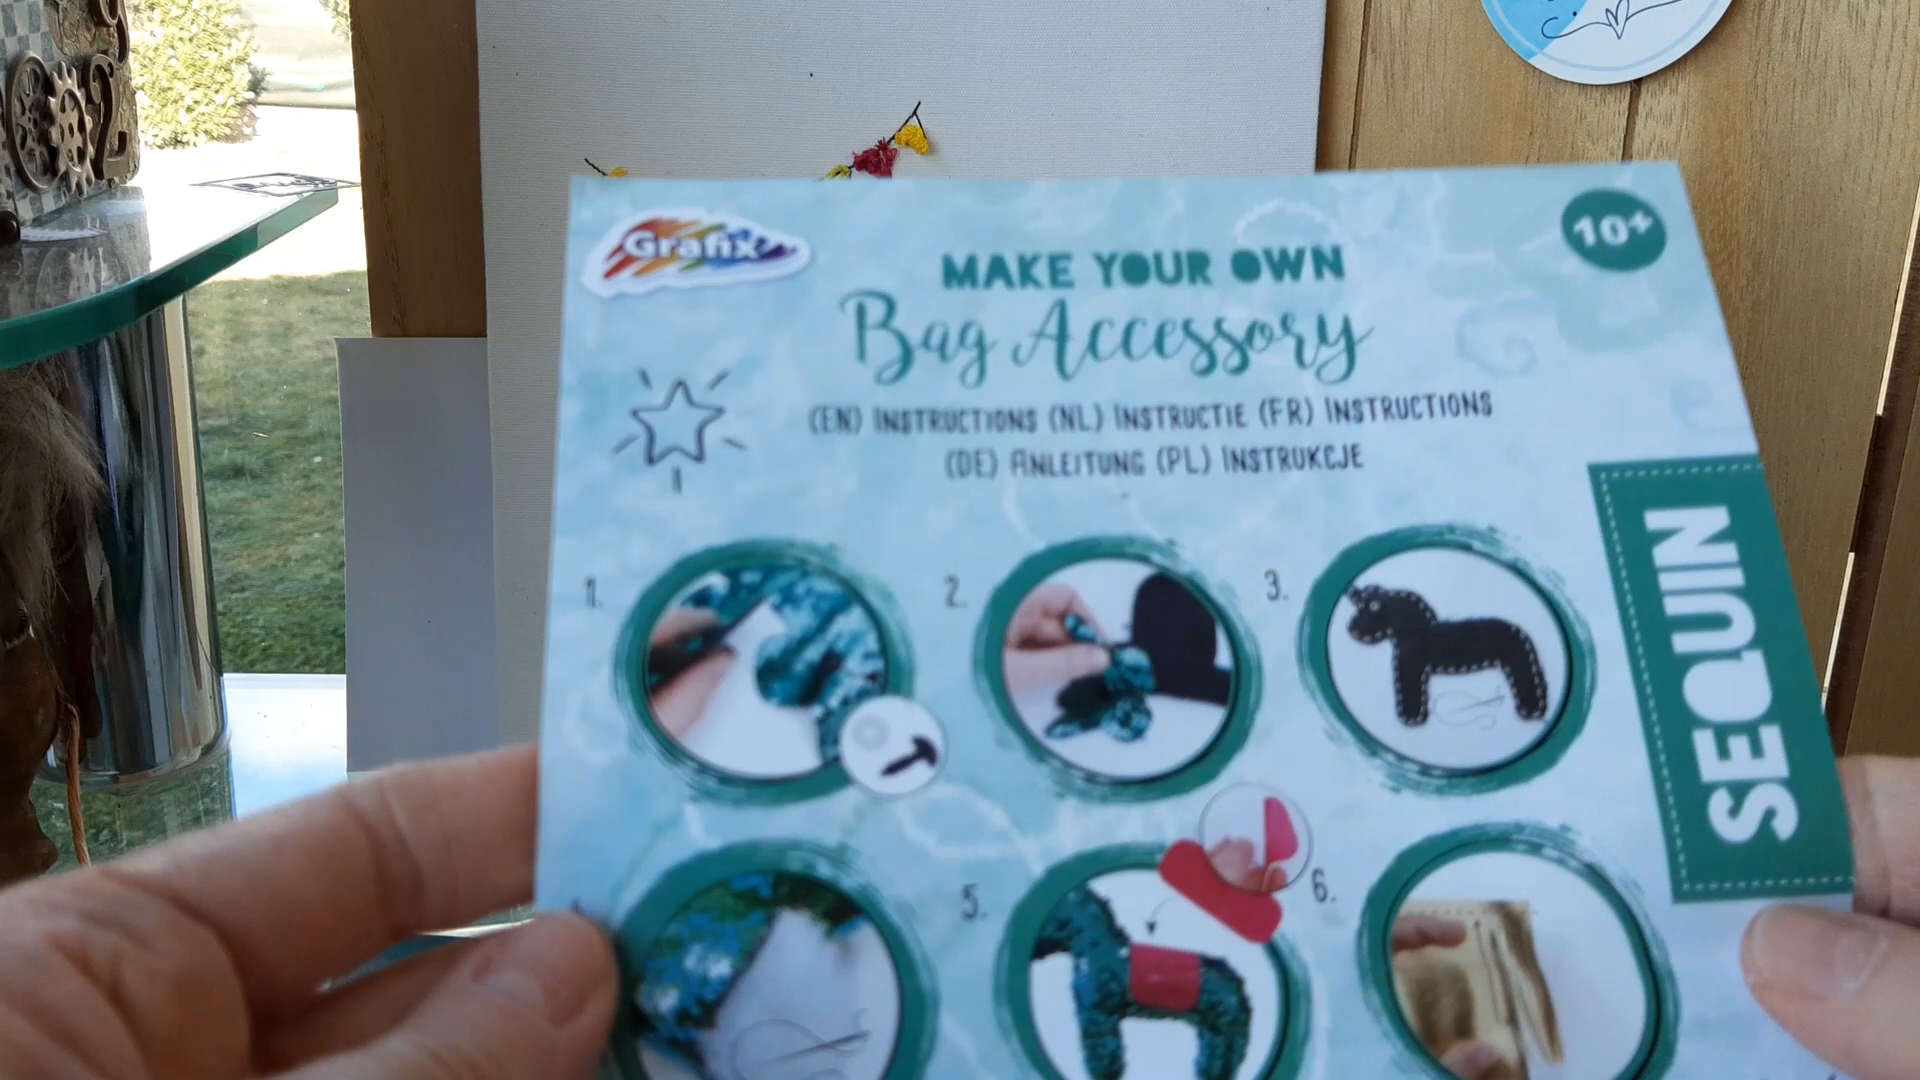 Grafix
10+
MAKE YOUR OWN
Bag Accessory
(EN) INSTRUCTIONS (NL) INSTRUCTIE (FR) INSTRUCTIONS
(DE) ANLEITUNG (PL) INSTRUKCJE
SEQUIN
1.
2.
3.
5.
6.